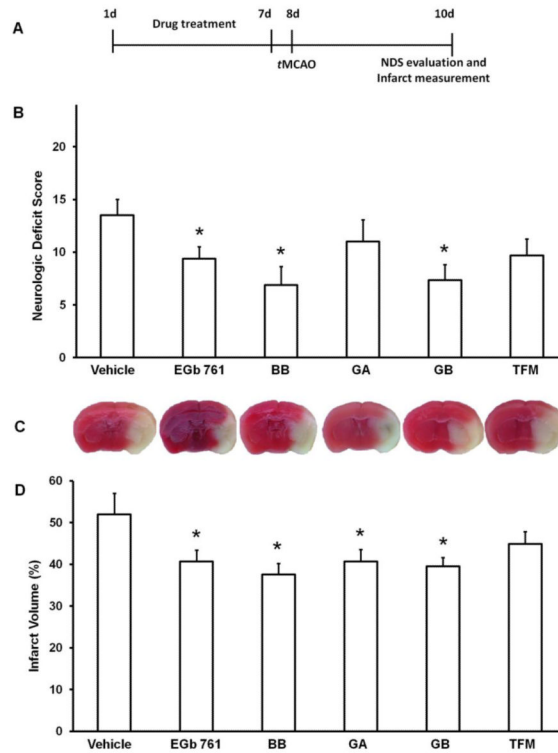 A
1d
7d
8d
10d
Drug treatment
tMCAO
NDS evaluation and
Infarct measurement
B
Neurologic Deficit Score
20
15
10
5
0
*
*
*
Vehicle
EGb 761
BB
GA
GB
TFM
C
D
Infarct Volume (%)
60
50
40
30
20
10
0
*
*
*
*
Vehicle
EGb 761
BB
GA
GB
TFM